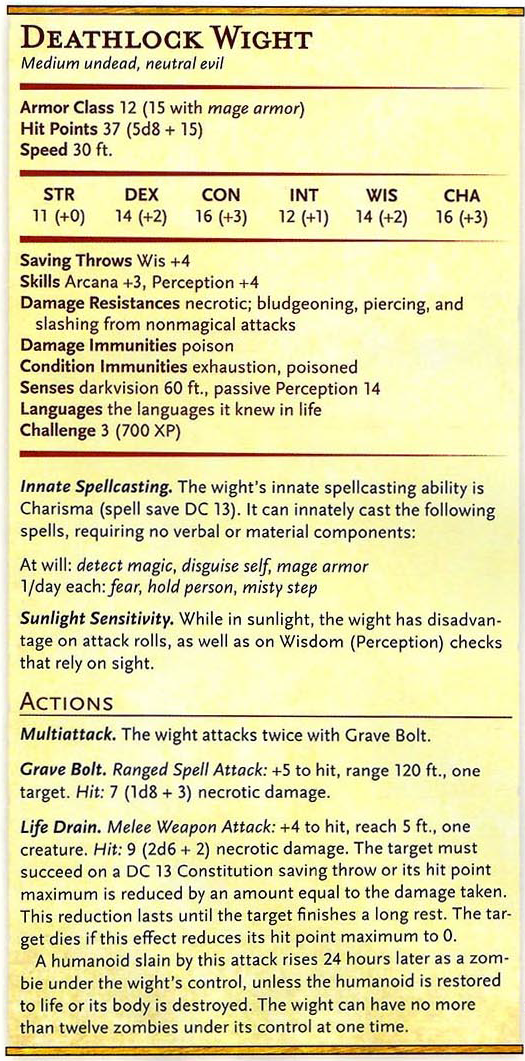 DEATHLOCK WIGHT
Medium undead, neutral evil
Armor Class 12 (15 with mage armor)
Hit Points 37 (5d8 + 15)
Speed 30 ft.
STR DEX CON INT WIS CHA
11 (+0) 14 (+2) 16 (+3) 12 (+1) 14 (+2) 16 (+3)
Saving Throws Wis +4
Skills Arcana +3, Perception +4
Damage Resistances necrotic; bludgeoning, piercing, and
slashing from nonmagical attacks
Damage Immunities poison
Condition Immunities exhaustion, poisoned
Senses darkvision 60 ft., passive Perception 14
Languages the languages it knew in life
Challenge 3 (700 XP)
Innate Spellcasting. The wight's innate spellcasting ability is
Charisma (spell save DC 13). It can innately cast the following
spells, requiring no verbal or material components:
At will: detect magic, disguise self, mage armor
1/day each: fear, hold person, misty step
Sunlight Sensitivity. While in sunlight, the wight has disadvan-
tage on attack rolls, as well as on Wisdom (Perception) checks
that rely on sight.
ACTIONS
Multiattack. The wight attacks twice with Grave Bolt.
Grave Bolt. Ranged Spell Attack: +5 to hit, range 120 ft., one
target. Hit: 7 (1d8 + 3) necrotic damage.
Life Drain. Melee Weapon Attack: +4 to hit, reach 5 ft., one
creature. Hit: 9 (2d6 + 2) necrotic damage. The target must
succeed on a DC 13 Constitution saving throw or its hit point
maximum is reduced by an amount equal to the damage taken.
This reduction lasts until the target finishes a long rest. The tar-
get dies if this effect reduces its hit point maximum to 0.
A humanoid slain by this attack rises 24 hours later as a zom-
bie under the wight's control, unless the humanoid is restored
to life or its body is destroyed. The wight can have no more
than twelve zombies under its control at one time.